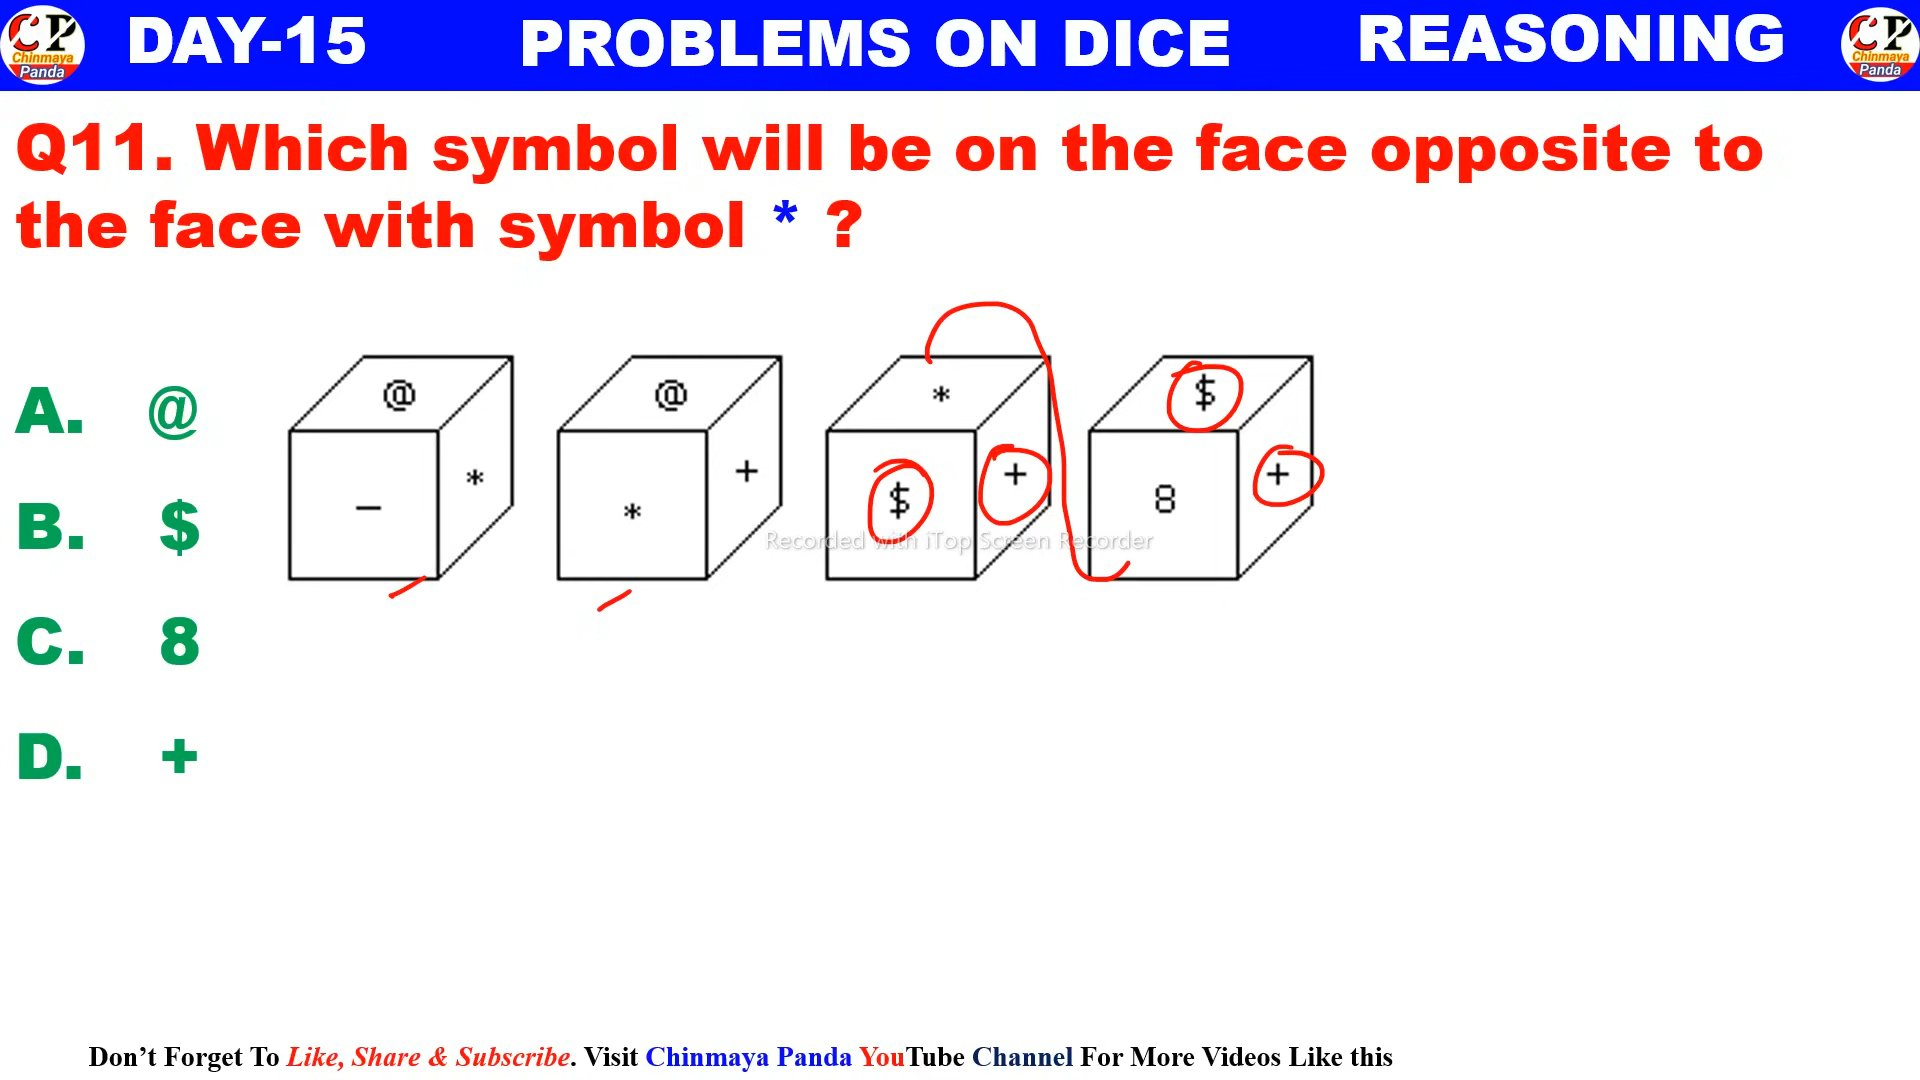 CP Chinmaya Panda DAY-15 PROBLEMS ON DICE REASONING CP Chinmaya Panda
Q11. Which symbol will be on the face opposite to
the face with symbol * ?
@ @ * $
A. @
— * * + $ + 8 +
B. $
Recorded with iTop Screen Recorder
C. 8
D. +
Don’t Forget To Like, Share & Subscribe. Visit Chinmaya Panda YouTube Channel For More Videos Like this